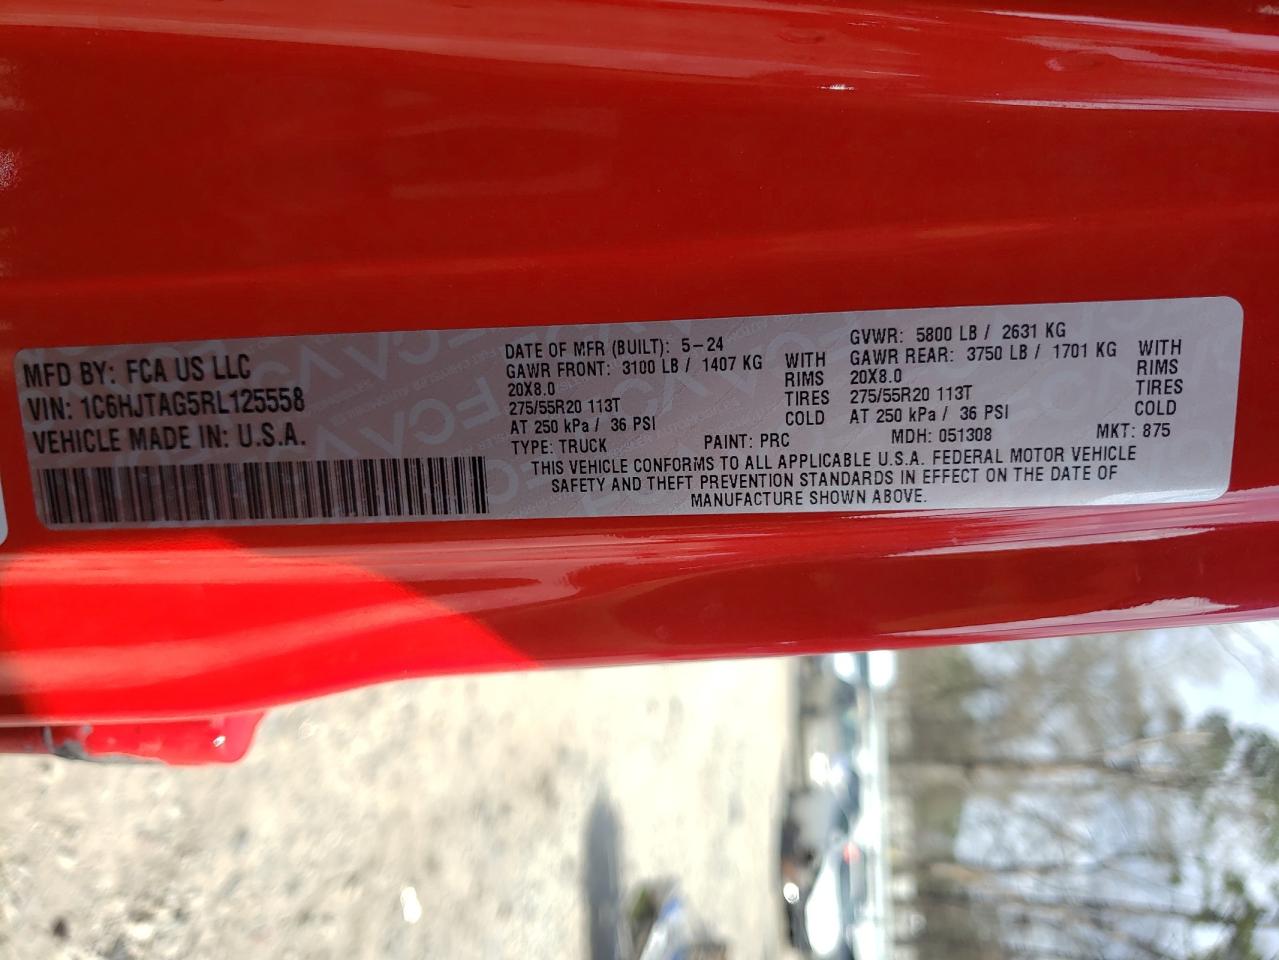 MFD BY: FCA US LLC
VIN: 1C6HJTAG5RL125558
VEHICLE MADE IN: U.S.A.
DATE OF MFR (BUILT): 5-24
GAWR FRONT: 3100 LB / 1407 KG WITH
20X8.0 RIMS
275/55R20 113T TIRES
AT 250 kPa / 36 PSI COLD
GVWR: 5800 LB / 2631 KG
GAWR REAR: 3750 LB / 1701 KG WITH
20X8.0 RIMS
275/55R20 113T TIRES
AT 250 kPa / 36 PSI COLD
TYPE: TRUCK PAINT: PRC MDH: 051308 MKT: 875
THIS VEHICLE CONFORMS TO ALL APPLICABLE U.S.A. FEDERAL MOTOR VEHICLE
SAFETY AND THEFT PREVENTION STANDARDS IN EFFECT ON THE DATE OF
MANUFACTURE SHOWN ABOVE.